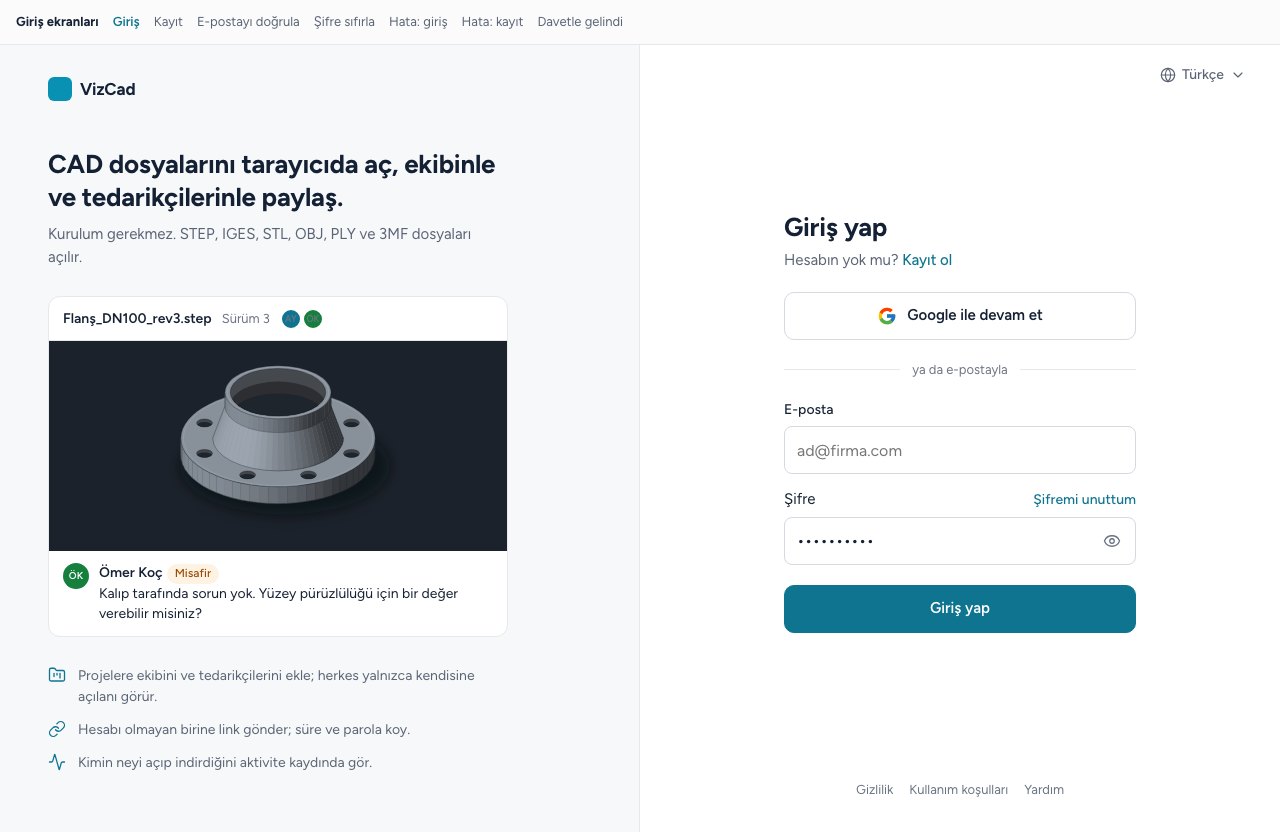 Giriş ekranları Giriş Kayıt E-postayı doğrula Şifre sıfırla Hata: giriş Hata: kayıt Davetle gelindi
VizCad
Türkçe
CAD dosyalarını tarayıcıda aç, ekibinle
ve tedarikçilerinle paylaş.
Kurulum gerekmez. STEP, IGES, STL, OBJ, PLY ve 3MF dosyaları
açılır.
Flanş_DN100_rev3.step Sürüm 3
ÖK Ömer Koç Misafir
Kalıp tarafında sorun yok. Yüzey pürüzlülüğü için bir değer
verebilir misiniz?
Projelere ekibini ve tedarikçilerini ekle; herkes yalnızca kendisine
açılanı görür.
Hesabı olmayan birine link gönder; süre ve parola koy.
Kimin neyi açıp indirdiğini aktivite kaydında gör.
Giriş yap
Hesabın yok mu? Kayıt ol
Google ile devam et
ya da e-postayla
E-posta
ad@firma.com
Şifre Şifremi unuttum
••••••••••
Giriş yap
Gizlilik Kullanım koşulları Yardım